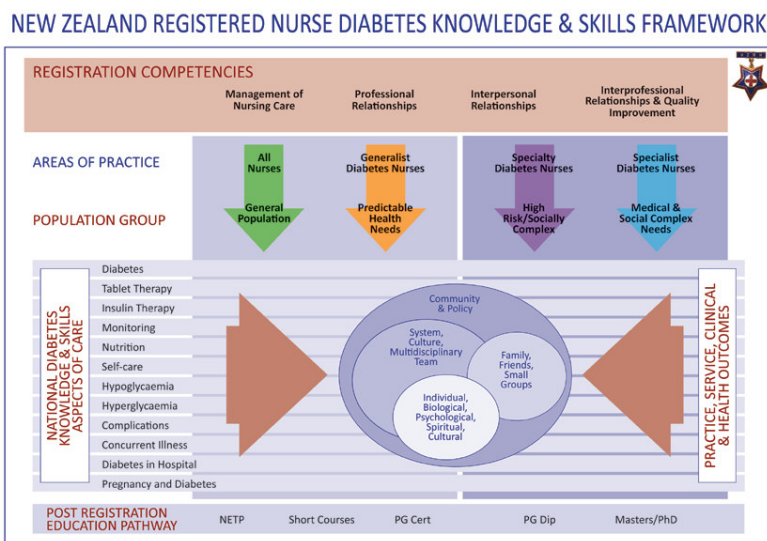 NEW ZEALAND REGISTERED NURSE DIABETES KNOWLEDGE & SKILLS FRAMEWORK
REGISTRATION COMPETENCIES
Management of
Nursing Care
Professional
Relationships
Interpersonal
Relationships
Interprofessional
Relationships & Quality
Improvement
AREAS OF PRACTICE
All
Nurses
Generalist
Diabetes Nurses
Specialty
Diabetes Nurses
Specialist
Diabetes Nurses
POPULATION GROUP
General
Population
Predictable
Health
Needs
High
Risk/Socially
Complex
Medical &
Social Complex
Needs
NATIONAL DIABETES
KNOWLEDGE & SKILLS
ASPECTS OF CARE
Diabetes
Tablet Therapy
Insulin Therapy
Monitoring
Nutrition
Self-care
Hypoglycaemia
Hyperglycaemia
Complications
Concurrent Illness
Diabetes in Hospital
Pregnancy and Diabetes
Community
& Policy
System,
Culture,
Multidisciplinary
Team
Family,
Friends,
Small
Groups
Individual,
Biological,
Psychological,
Spiritual,
Cultural
PRACTICE, SERVICE, CLINICAL
& HEALTH OUTCOMES
POST REGISTRATION
EDUCATION PATHWAY
NETP
Short Courses
PG Cert
PG Dip
Masters/PhD